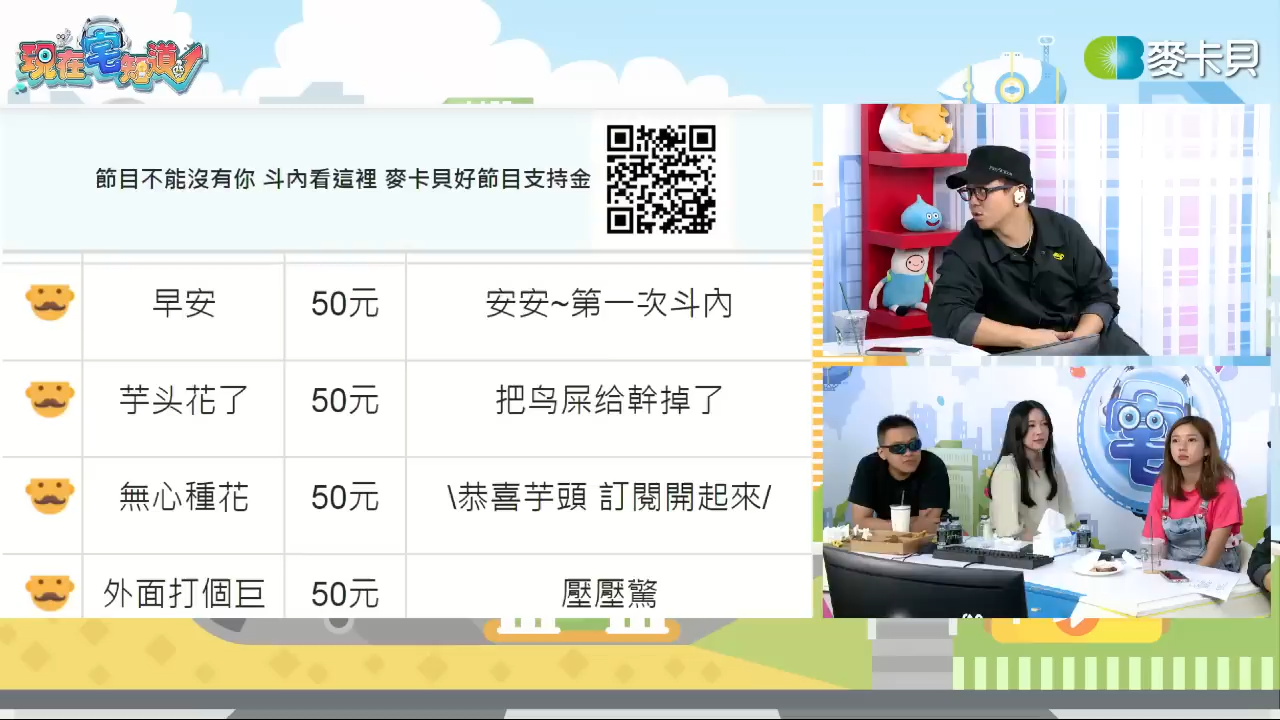 現在宅知道!
麥卡貝
節目不能沒有你 斗內看這裡 麥卡貝好節目支持金
早安 50元 安安~第一次斗內
芋头花了 50元 把鸟屎给幹掉了
無心種花 50元 \恭喜芋頭 訂閱開起來/
外面打個巨 50元 壓壓驚
宅